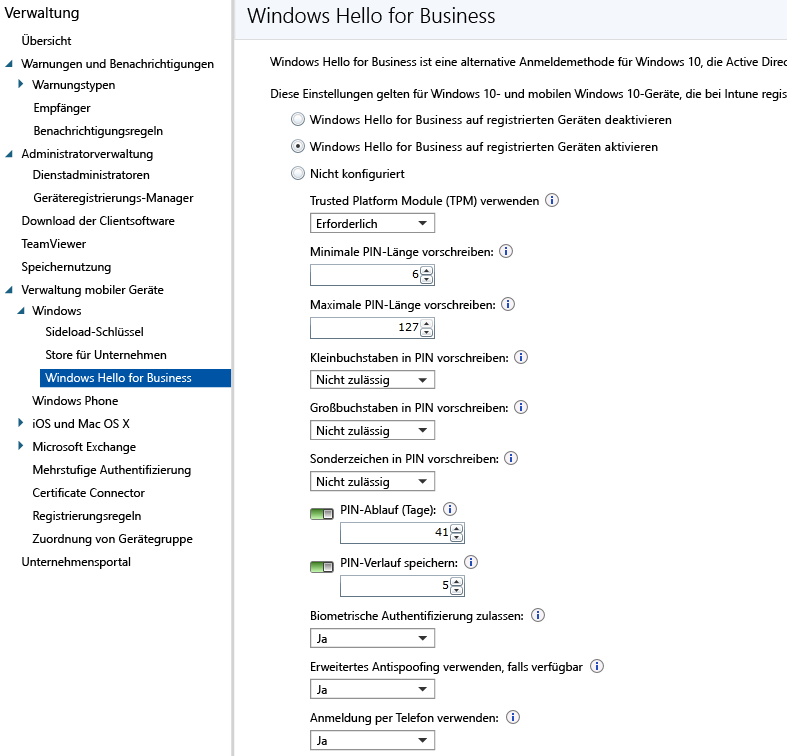 Verwaltung
Übersicht
Warnungen und Benachrichtigungen
Warnungstypen
Empfänger
Benachrichtigungsregeln
Administratorverwaltung
Dienstadministratoren
Geräteregistrierungs-Manager
Download der Clientsoftware
TeamViewer
Speichernutzung
Verwaltung mobiler Geräte
Windows
Sideload-Schlüssel
Store für Unternehmen
Windows Hello for Business
Windows Phone
iOS und Mac OS X
Microsoft Exchange
Mehrstufige Authentifizierung
Certificate Connector
Registrierungsregeln
Zuordnung von Gerätegruppe
Unternehmensportal
Windows Hello for Business
Windows Hello for Business ist eine alternative Anmeldemethode für Windows 10, die Active Direc
Diese Einstellungen gelten für Windows 10- und mobilen Windows 10-Geräte, die bei Intune regis
Windows Hello for Business auf registrierten Geräten deaktivieren
Windows Hello for Business auf registrierten Geräten aktivieren
Nicht konfiguriert
Trusted Platform Module (TPM) verwenden
Erforderlich
Minimale PIN-Länge vorschreiben:
6
Maximale PIN-Länge vorschreiben:
127
Kleinbuchstaben in PIN vorschreiben:
Nicht zulässig
Großbuchstaben in PIN vorschreiben:
Nicht zulässig
Sonderzeichen in PIN vorschreiben:
Nicht zulässig
PIN-Ablauf (Tage):
41
PIN-Verlauf speichern:
5
Biometrische Authentifizierung zulassen:
Ja
Erweitertes Antispoofing verwenden, falls verfügbar
Ja
Anmeldung per Telefon verwenden:
Ja